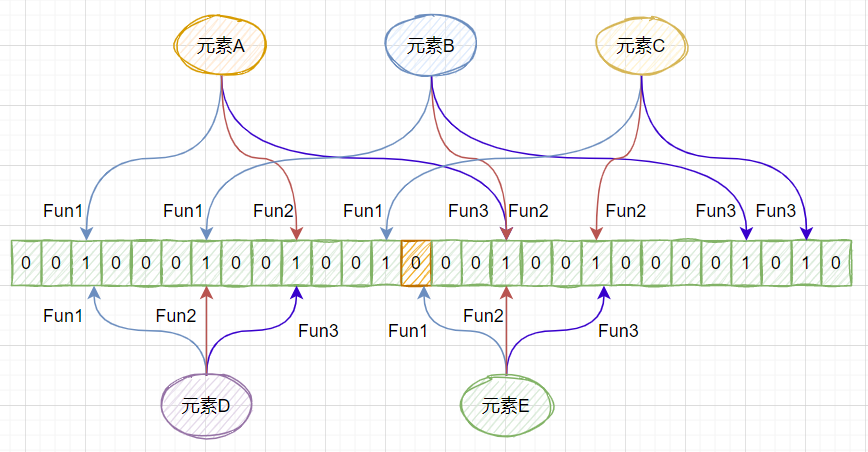 元素A 元素B 元素C
Fun1 Fun1 Fun2 Fun1 Fun3 Fun2 Fun2 Fun3 Fun3
0 0 1 0 0 0 1 0 0 1 0 0 1 0 0 0 1 0 0 1 0 0 0 0 1 0 1 0
Fun1 Fun2 Fun3 Fun1 Fun2 Fun3
元素D 元素E